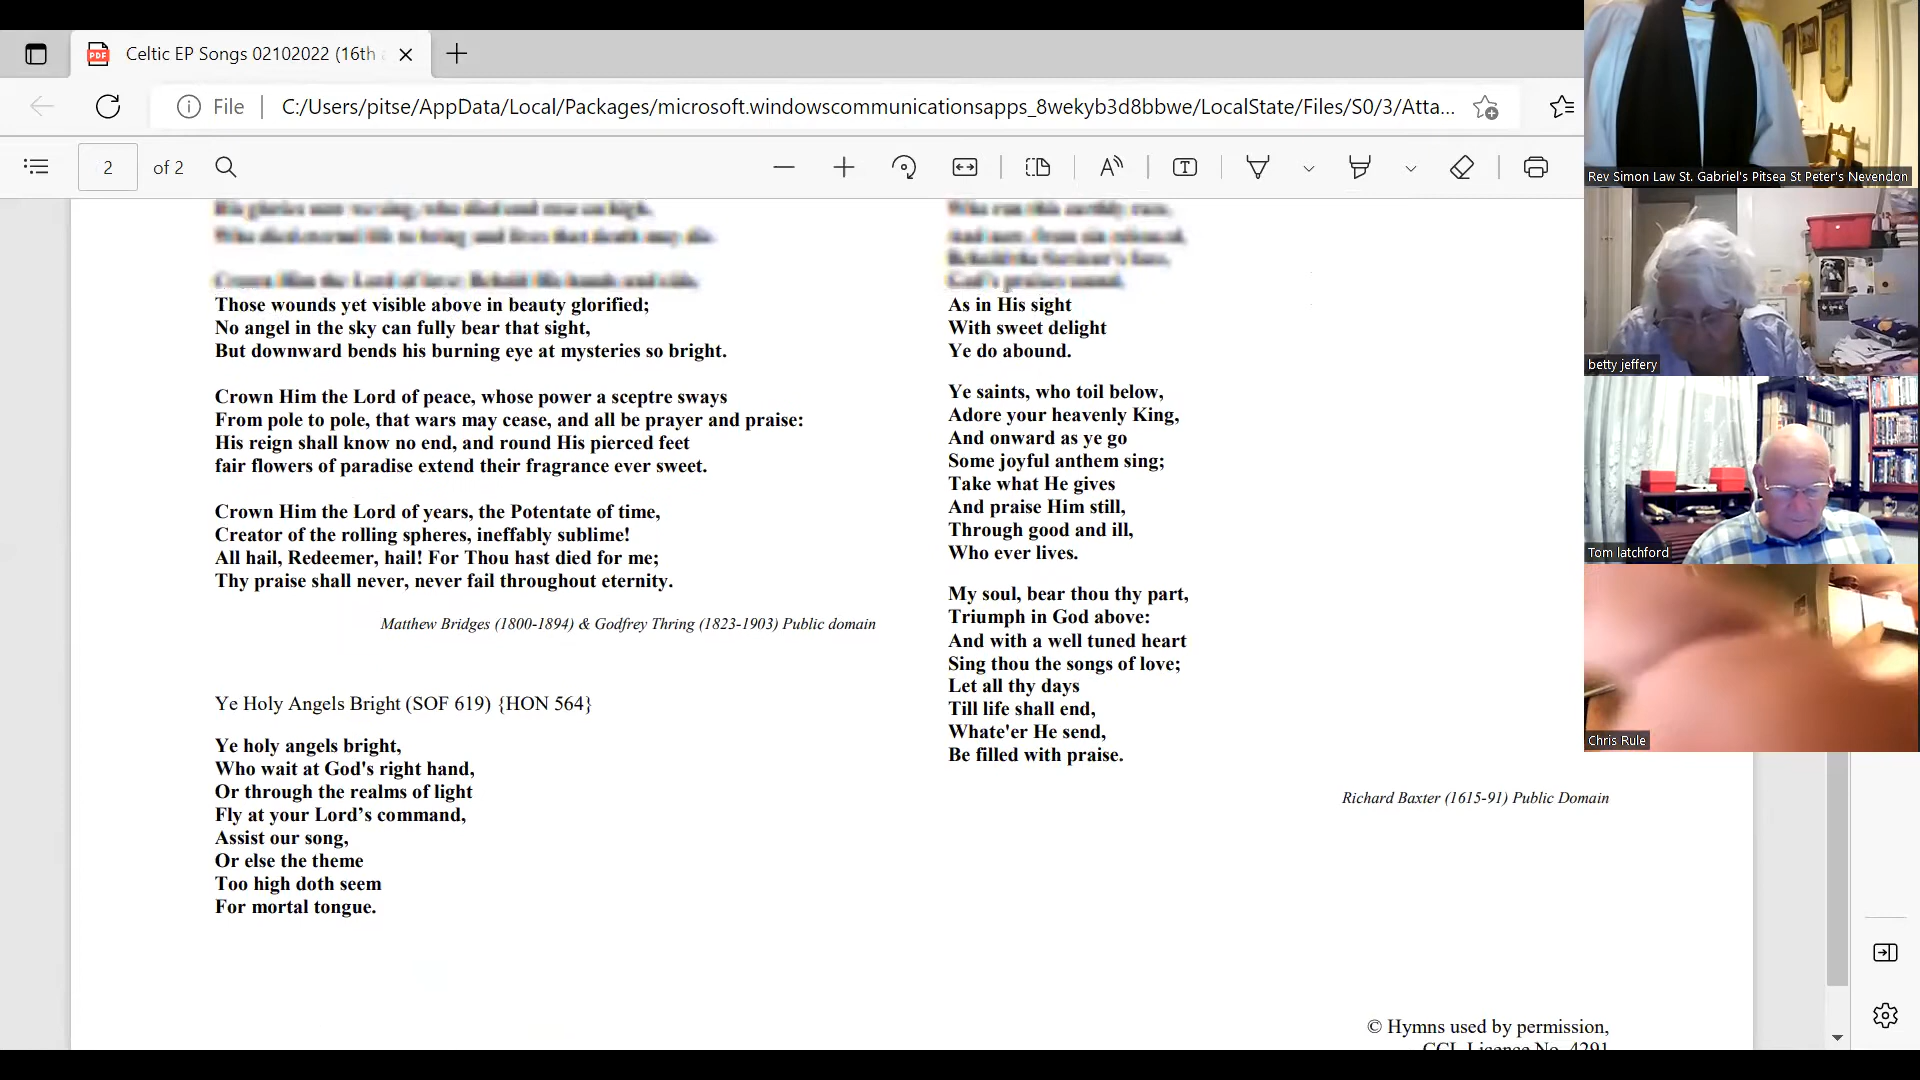 Celtic EP Songs 02102022 (16th
File
C:/Users/pitse/AppData/Local/Packages/microsoft.windowscommunicationsapps_8wekyb3d8bbwe/LocalState/Files/S0/3/Atta...
2 of 2
Those wounds yet visible above in beauty glorified;
No angel in the sky can fully bear that sight,
But downward bends his burning eye at mysteries so bright.
Crown Him the Lord of peace, whose power a sceptre sways
From pole to pole, that wars may cease, and all be prayer and praise:
His reign shall know no end, and round His pierced feet
fair flowers of paradise extend their fragrance ever sweet.
Crown Him the Lord of years, the Potentate of time,
Creator of the rolling spheres, ineffably sublime!
All hail, Redeemer, hail! For Thou hast died for me;
Thy praise shall never, never fail throughout eternity.
Matthew Bridges (1800-1894) & Godfrey Thring (1823-1903) Public domain
Ye Holy Angels Bright (SOF 619) {HON 564}
Ye holy angels bright,
Who wait at God's right hand,
Or through the realms of light
Fly at your Lord’s command,
Assist our song,
Or else the theme
Too high doth seem
For mortal tongue.
As in His sight
With sweet delight
Ye do abound.
Ye saints, who toil below,
Adore your heavenly King,
And onward as ye go
Some joyful anthem sing;
Take what He gives
And praise Him still,
Through good and ill,
Who ever lives.
My soul, bear thou thy part,
Triumph in God above:
And with a well tuned heart
Sing thou the songs of love;
Let all thy days
Till life shall end,
Whate'er He send,
Be filled with praise.
Richard Baxter (1615-91) Public Domain
© Hymns used by permission,
CCL Licence No. 4291
Rev Simon Law St. Gabriel's Pitsea St Peter's Nevendon
betty jeffery
Tom latchford
Chris Rule